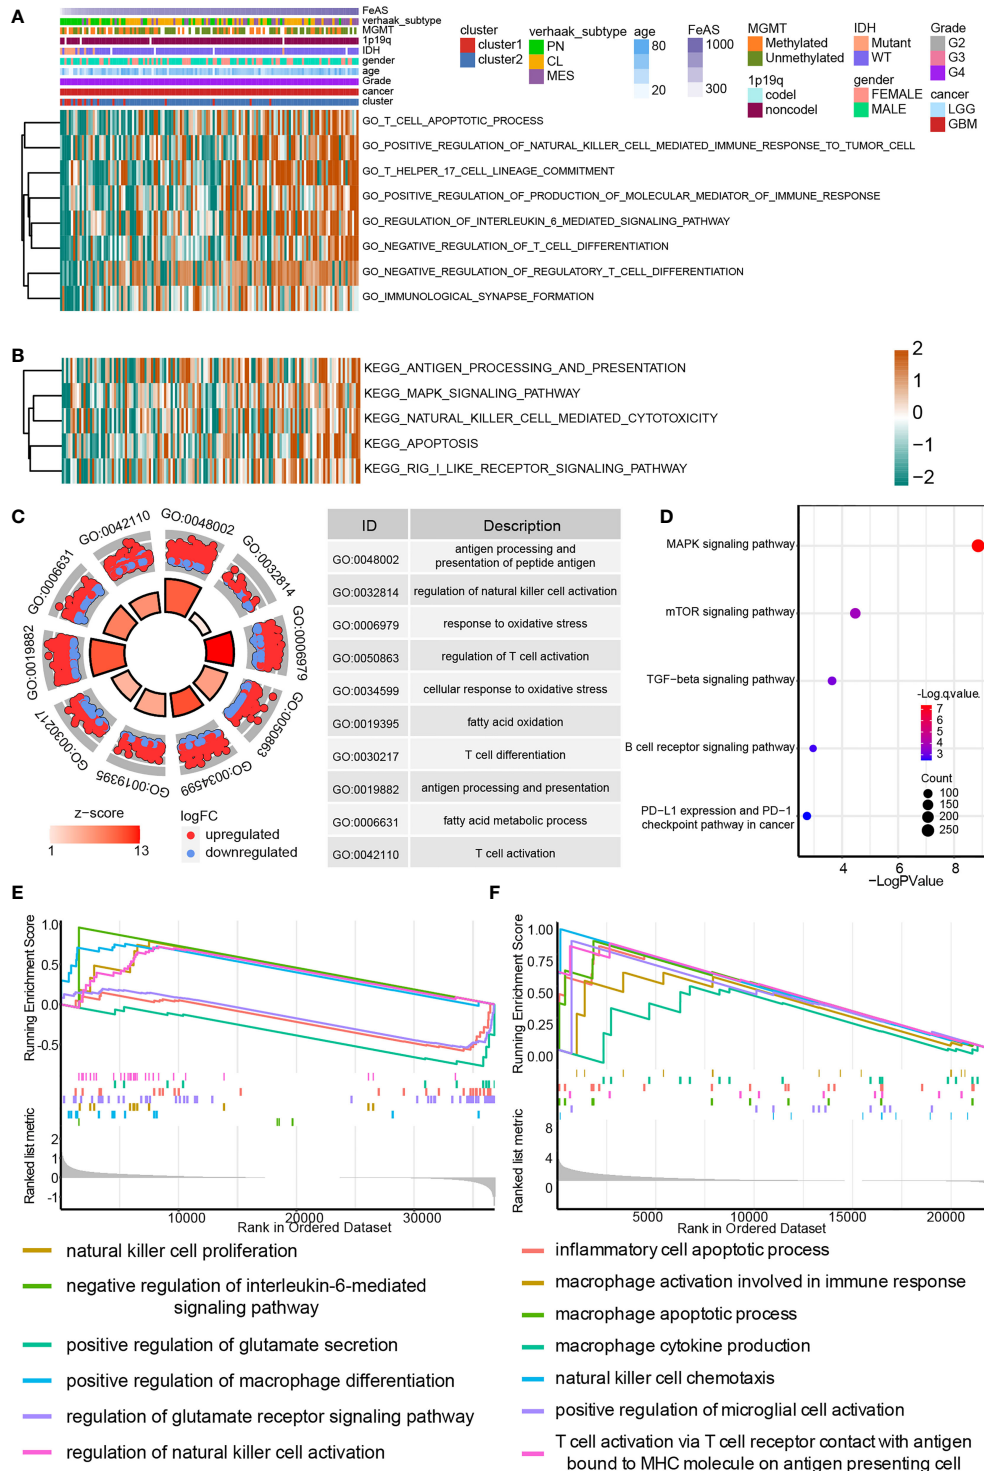 A
FeAS
verhaak_subtype
MGMT
1p19q
IDH
gender
age
Grade
cancer
cluster
cluster
cluster1
cluster2
verhaak_subtype
PN
CL
MES
age
80
20
FeAS
1000
300
MGMT
Methylated
Unmethylated
1p19q
codel
noncodel
IDH
Mutant
WT
gender
FEMALE
MALE
Grade
G2
G3
G4
cancer
LGG
GBM
GO_T_CELL_APOPTOTIC_PROCESS
GO_POSITIVE_REGULATION_OF_NATURAL_KILLER_CELL_MEDIATED_IMMUNE_RESPONSE_TO_TUMOR_CELL
GO_T_HELPER_17_CELL_LINEAGE_COMMITMENT
GO_POSITIVE_REGULATION_OF_PRODUCTION_OF_MOLECULAR_MEDIATOR_OF_IMMUNE_RESPONSE
GO_REGULATION_OF_INTERLEUKIN_6_MEDIATED_SIGNALING_PATHWAY
GO_NEGATIVE_REGULATION_OF_T_CELL_DIFFERENTIATION
GO_NEGATIVE_REGULATION_OF_REGULATORY_T_CELL_DIFFERENTIATION
GO_IMMUNOLOGICAL_SYNAPSE_FORMATION
B
KEGG_ANTIGEN_PROCESSING_AND_PRESENTATION
KEGG_MAPK_SIGNALING_PATHWAY
KEGG_NATURAL_KILLER_CELL_MEDIATED_CYTOTOXICITY
KEGG_APOPTOSIS
KEGG_RIG_I_LIKE_RECEPTOR_SIGNALING_PATHWAY
2
1
0
−1
−2
C
GO:0048002
GO:0032814
GO:0006979
GO:0050863
GO:0034599
GO:0019395
GO:0030217
GO:0019882
GO:0006631
GO:0042110
z−score
1 13
logFC
upregulated
downregulated
ID Description
GO:0048002 antigen processing and presentation of peptide antigen
GO:0032814 regulation of natural killer cell activation
GO:0006979 response to oxidative stress
GO:0050863 regulation of T cell activation
GO:0034599 cellular response to oxidative stress
GO:0019395 fatty acid oxidation
GO:0030217 T cell differentiation
GO:0019882 antigen processing and presentation
GO:0006631 fatty acid metabolic process
GO:0042110 T cell activation
D
MAPK signaling pathway
mTOR signaling pathway
TGF−beta signaling pathway
B cell receptor signaling pathway
PD−L1 expression and PD−1
checkpoint pathway in cancer
-Log.qvalue.
7
6
5
4
3
Count
100
150
200
250
4 6 8
−LogPValue
E
Running Enrichment Score
1.0
0.5
0.0
-0.5
Ranked list metric
2
1
0
-1
10000 20000 30000
Rank in Ordered Dataset
natural killer cell proliferation
negative regulation of interleukin-6-mediated
signaling pathway
positive regulation of glutamate secretion
positive regulation of macrophage differentiation
regulation of glutamate receptor signaling pathway
regulation of natural killer cell activation
F
Running Enrichment Score
1.00
0.75
0.50
0.25
0.00
Ranked list metric
8
4
0
5000 10000 15000 20000
Rank in Ordered Dataset
inflammatory cell apoptotic process
macrophage activation involved in immune response
macrophage apoptotic process
macrophage cytokine production
natural killer cell chemotaxis
positive regulation of microglial cell activation
T cell activation via T cell receptor contact with antigen
bound to MHC molecule on antigen presenting cell